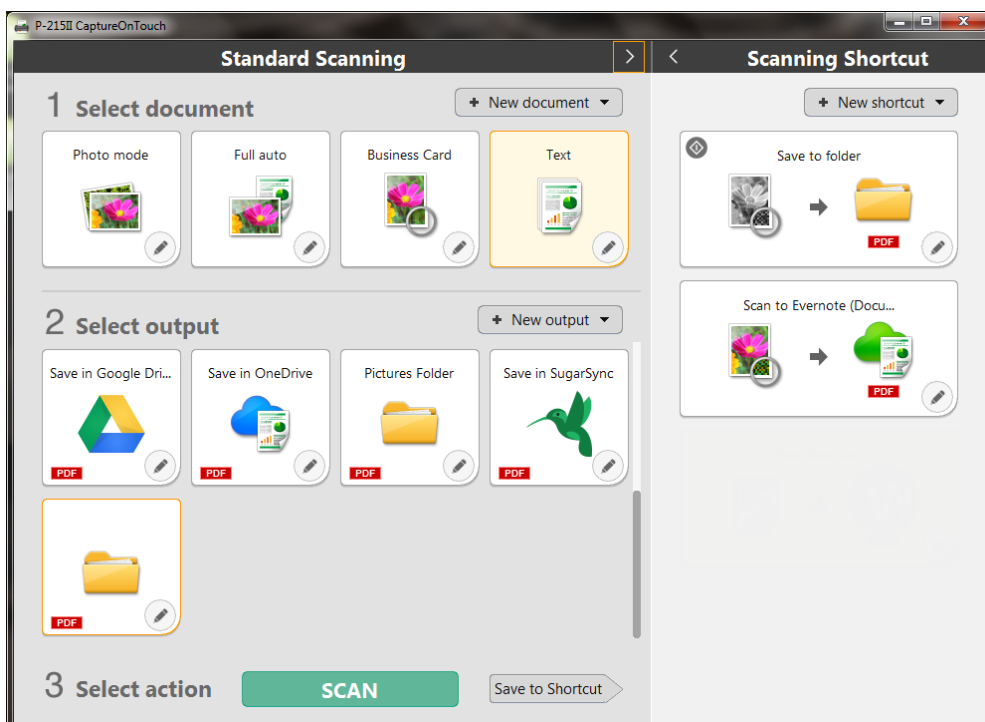 P-215II CaptureOnTouch
Standard Scanning
1 Select document
+ New document
Photo mode
Full auto
Business Card
Text
2 Select output
+ New output
Save in Google Dri...
Save in OneDrive
Pictures Folder
Save in SugarSync
PDF
PDF
PDF
PDF
PDF
3 Select action
SCAN
Save to Shortcut
Scanning Shortcut
+ New shortcut
Save to folder
PDF
Scan to Evernote (Docu...
PDF